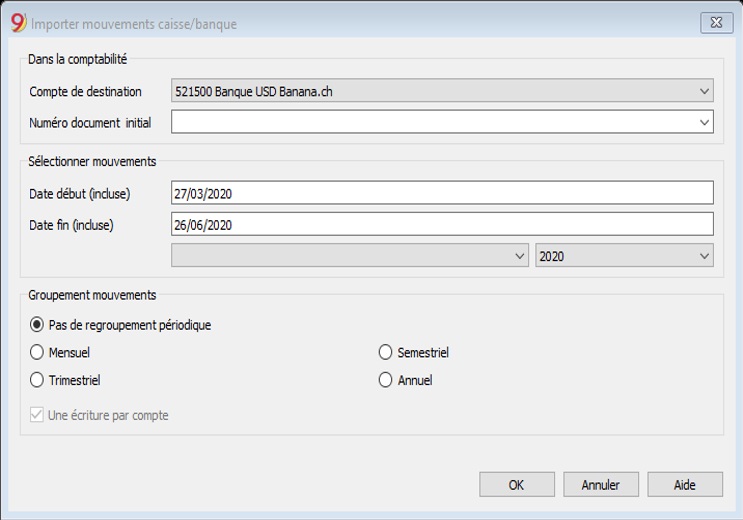 9 Importer mouvements caisse/banque
Dans la comptabilité
Compte de destination 521500 Banque USD Banana.ch
Numéro document initial
Sélectionner mouvements
Date début (incluse) 27/03/2020
Date fin (incluse) 26/06/2020
2020
Groupement mouvements
Pas de regroupement périodique
Mensuel Semestriel
Trimestriel Annuel
Une écriture par compte
OK Annuler Aide